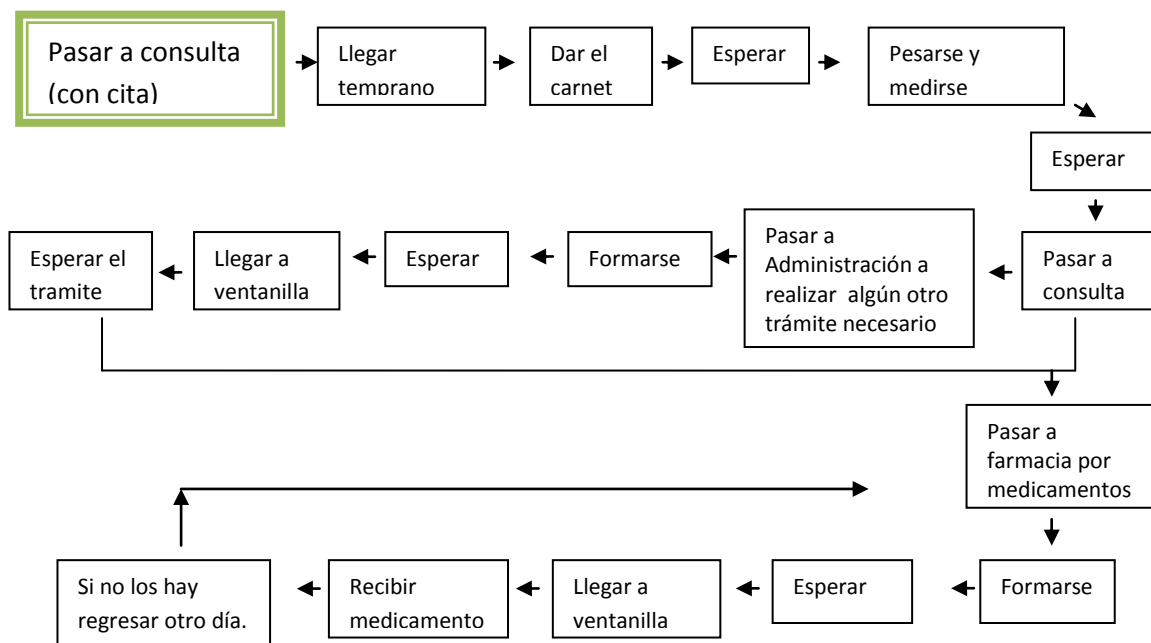 Pasar a consulta
(con cita)
Llegar
temprano
Dar el
carnet
Esperar
Pesarse y
medirse
Esperar
Pasar a
consulta
Pasar a
Administración a
realizar algún otro
trámite necesario
Formarse
Esperar
Llegar a
ventanilla
Esperar el
tramite
Pasar a
farmacia por
medicamentos
Formarse
Esperar
Llegar a
ventanilla
Recibir
medicamento
Si no los hay
regresar otro día.